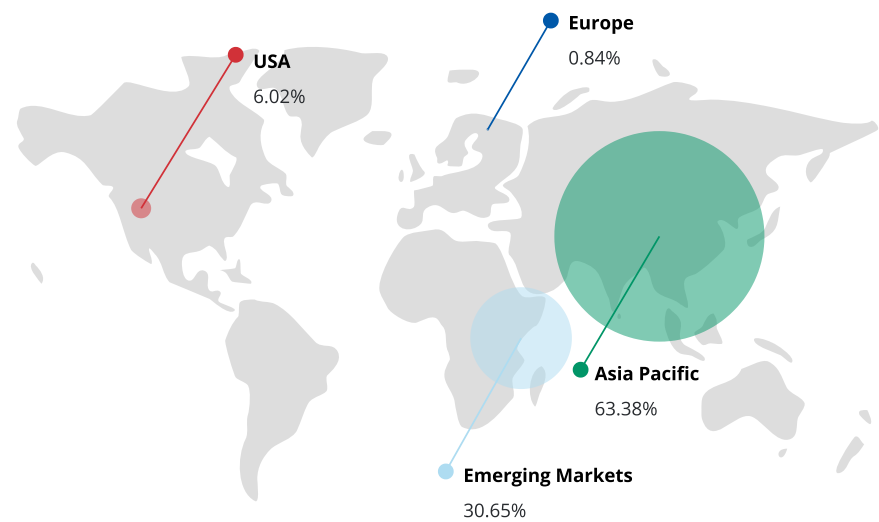 Europe
0.84%
USA
6.02%
Asia Pacific
63.38%
Emerging Markets
30.65%